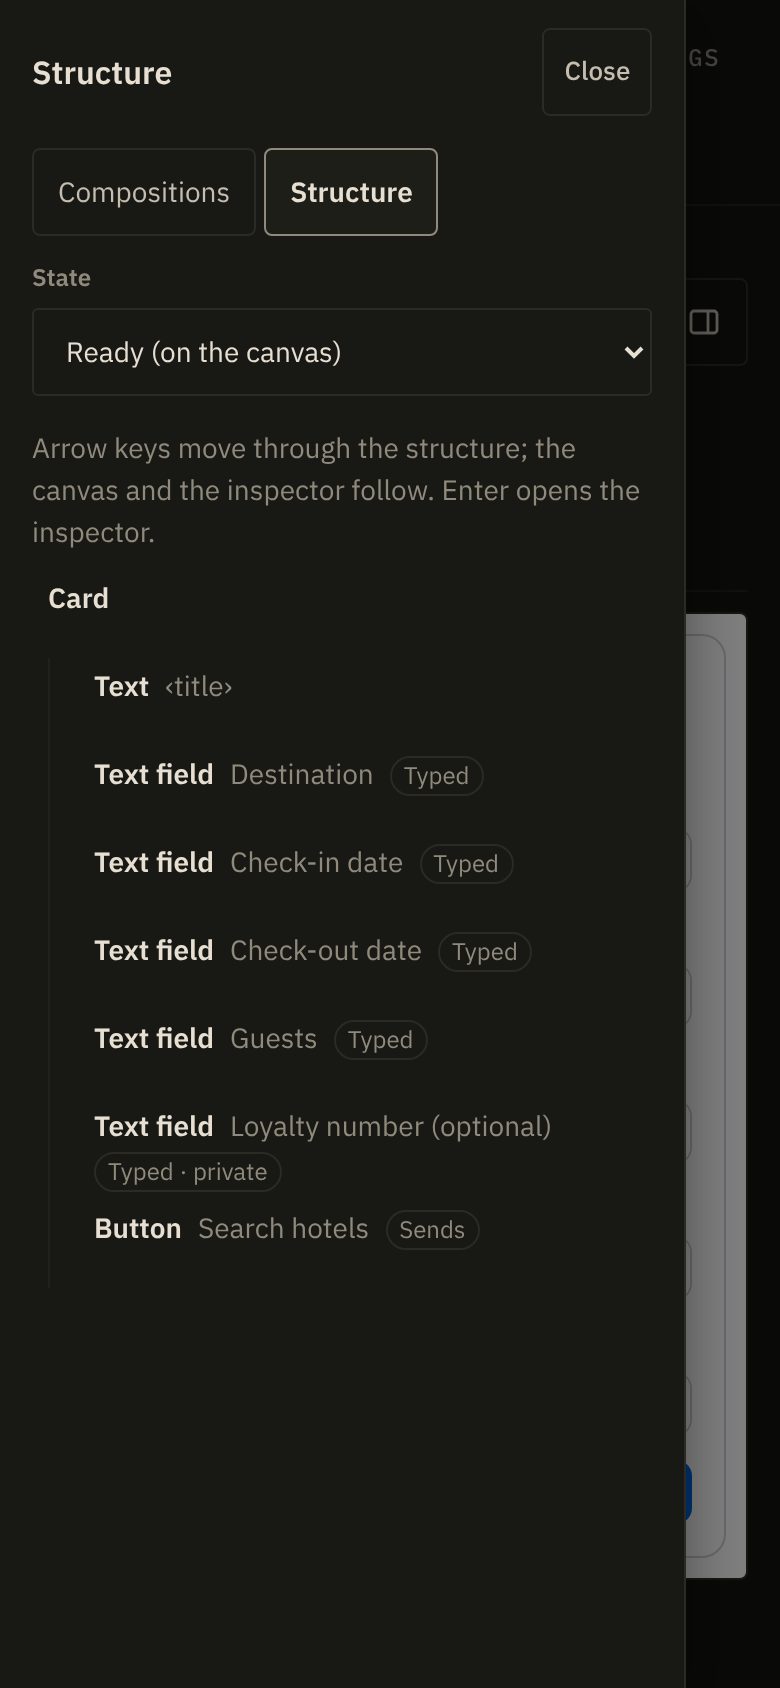 Structure
Close
GS
Compositions
Structure
State
Ready (on the canvas)
Arrow keys move through the structure; the
canvas and the inspector follow. Enter opens the
inspector.
Card
Text ‹title›
Text field Destination Typed
Text field Check-in date Typed
Text field Check-out date Typed
Text field Guests Typed
Text field Loyalty number (optional)
Typed · private
Button Search hotels Sends